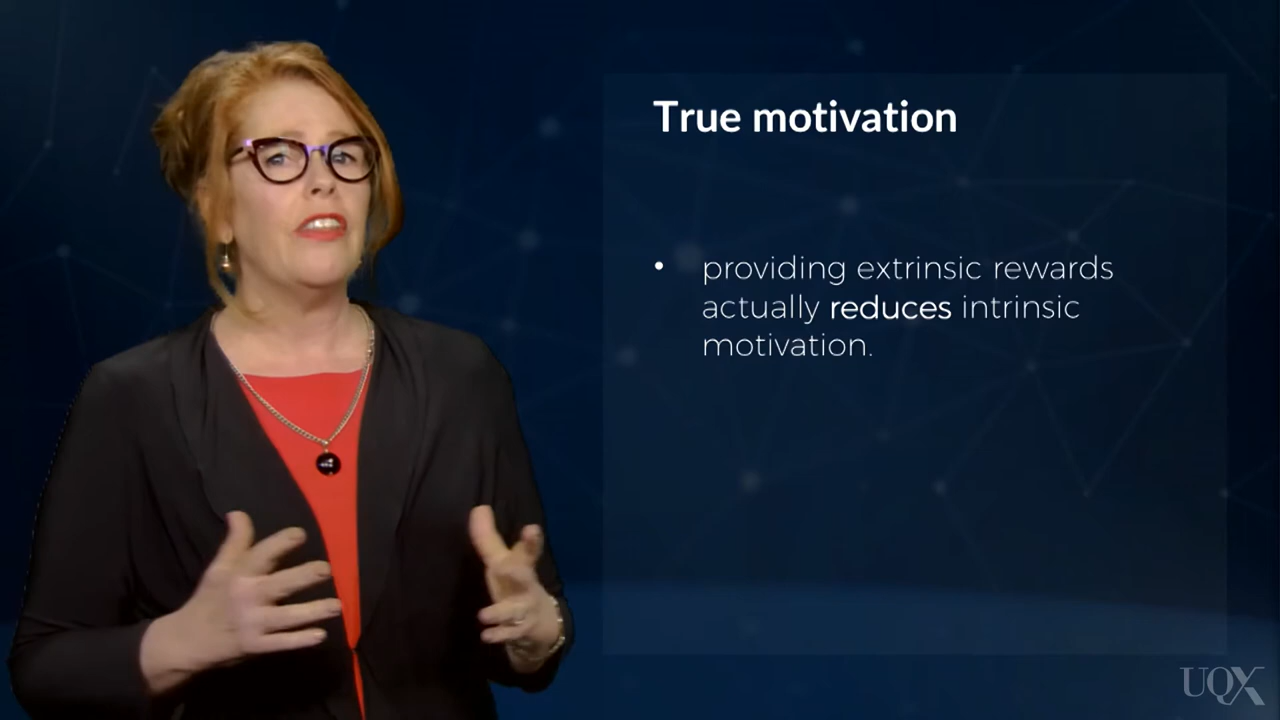 True motivation
• providing extrinsic rewards
actually reduces intrinsic
motivation.
UQX